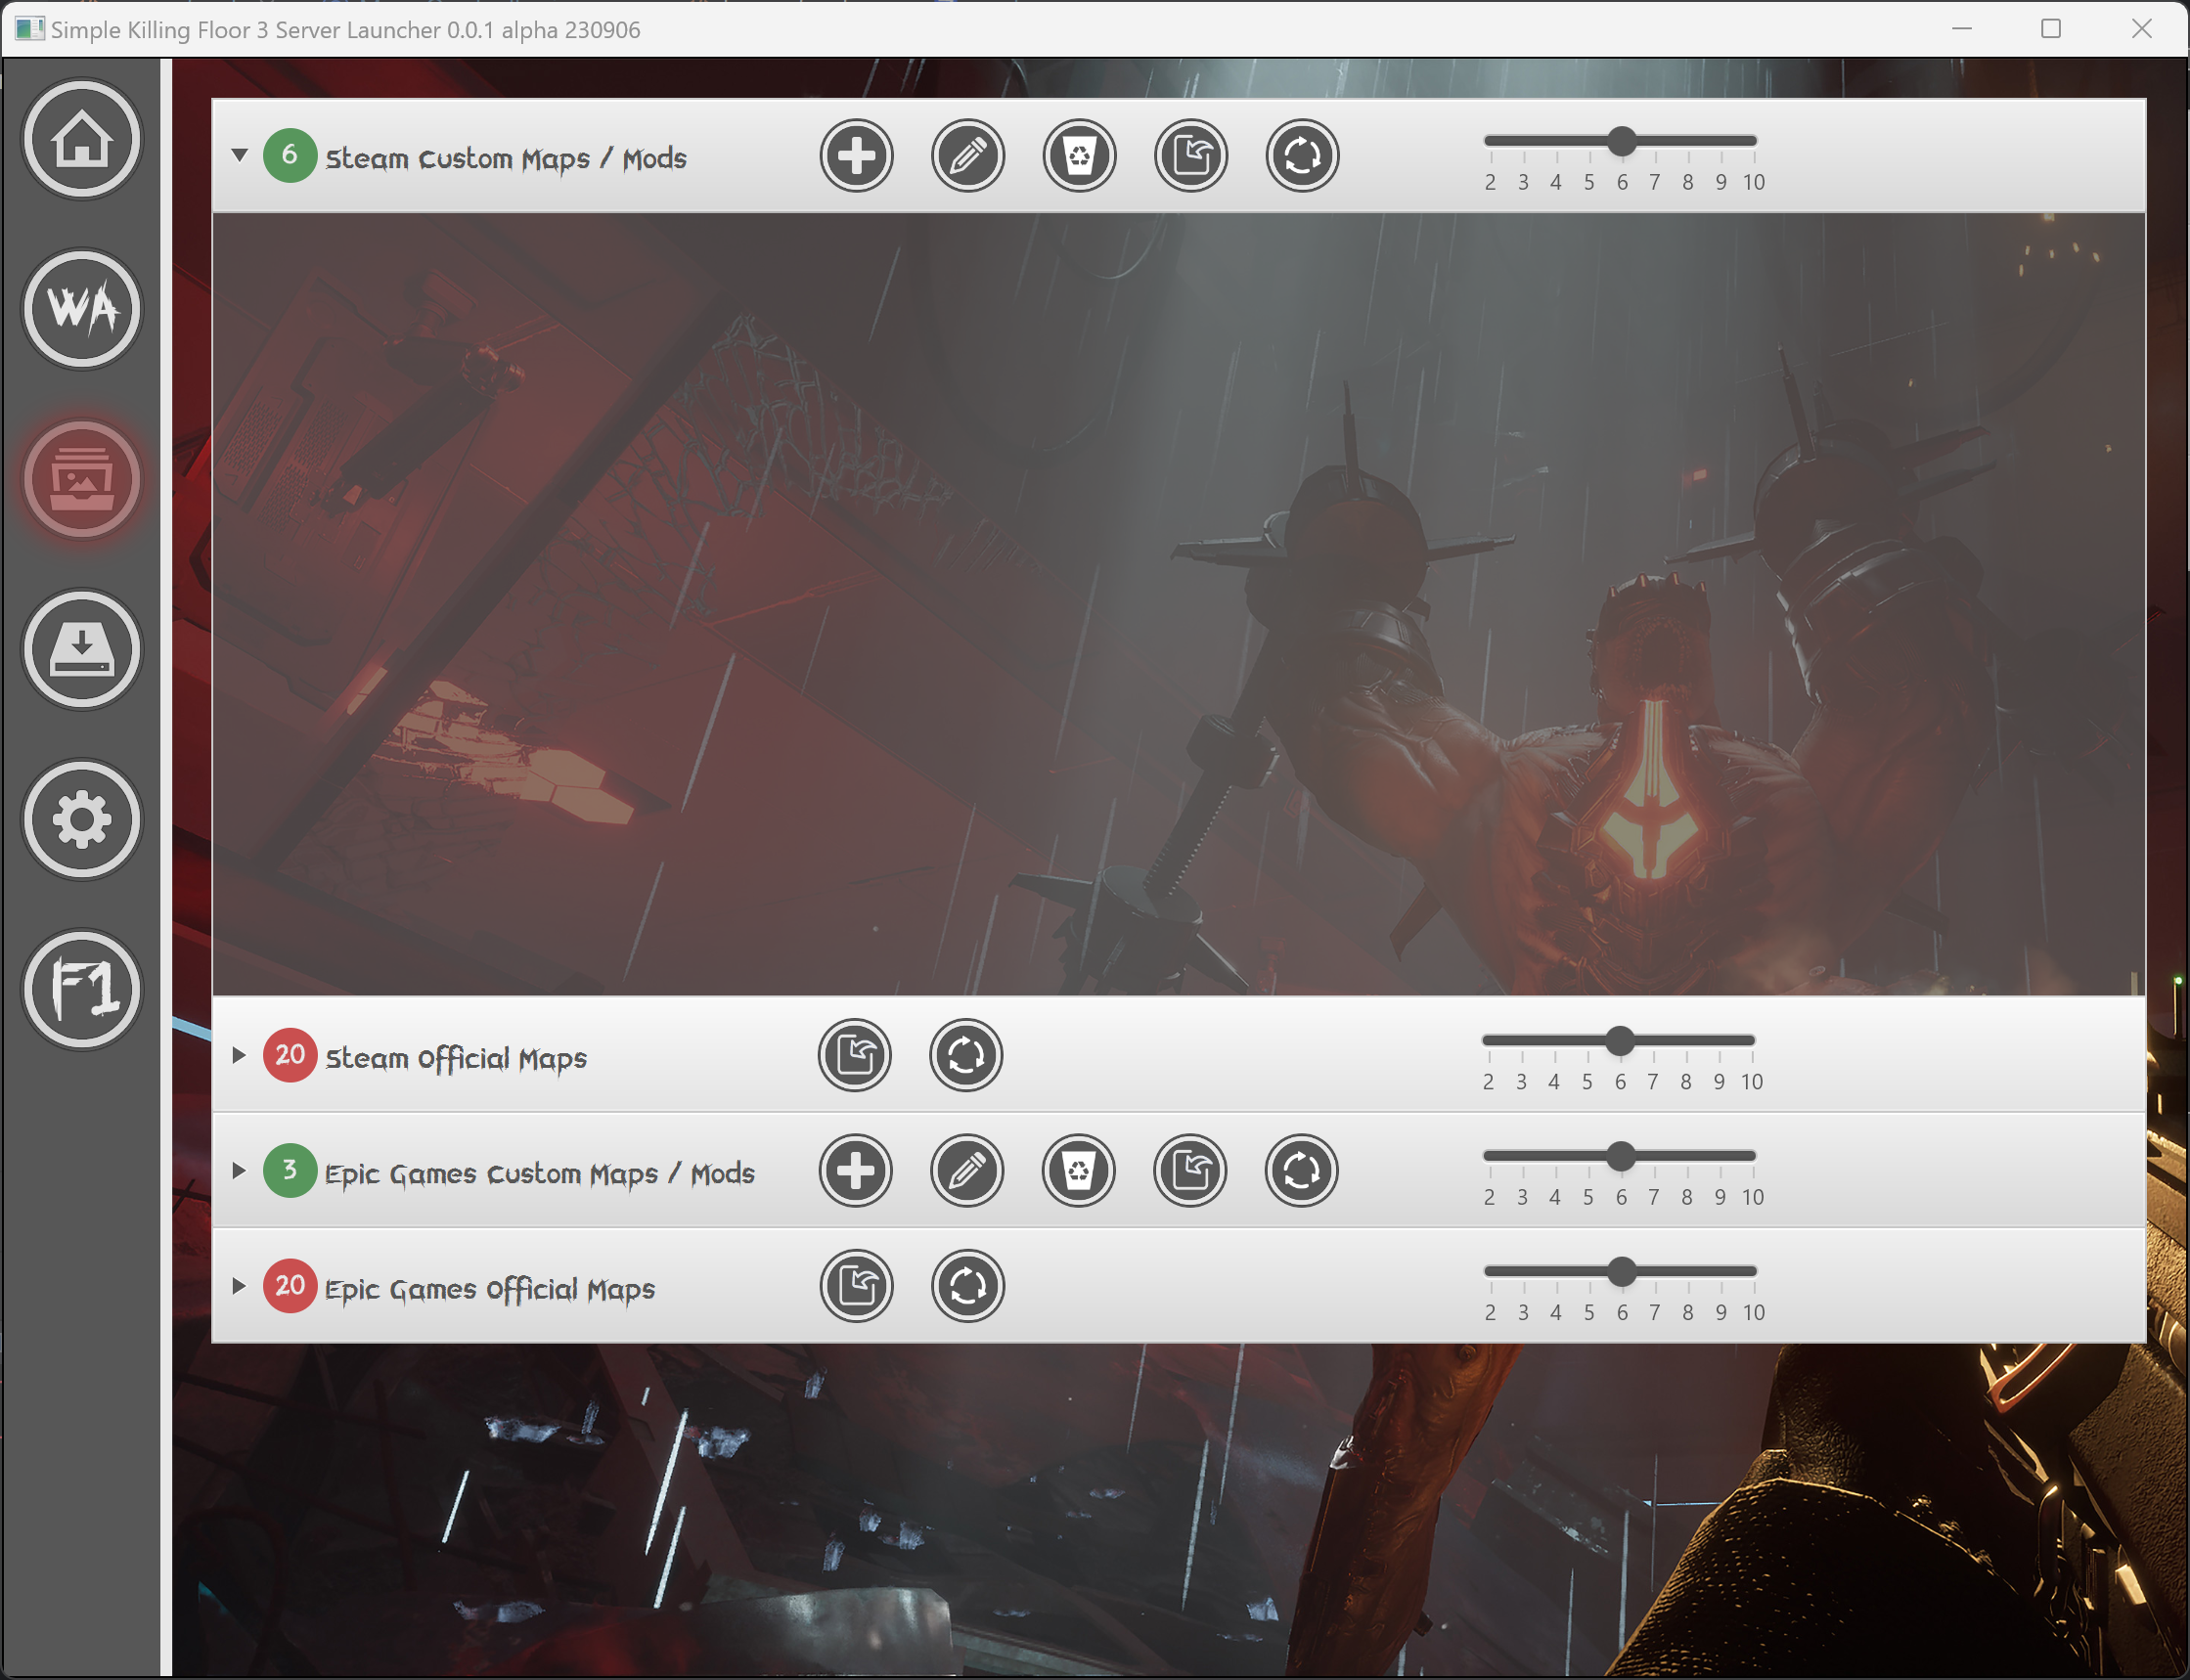 Simple Killing Floor 3 Server Launcher 0.0.1 alpha 230906
WA
F1
6 Steam Custom Maps / Mods
2 3 4 5 6 7 8 9 10
20 Steam Official Maps
2 3 4 5 6 7 8 9 10
3 Epic Games Custom Maps / Mods
2 3 4 5 6 7 8 9 10
20 Epic Games Official Maps
2 3 4 5 6 7 8 9 10